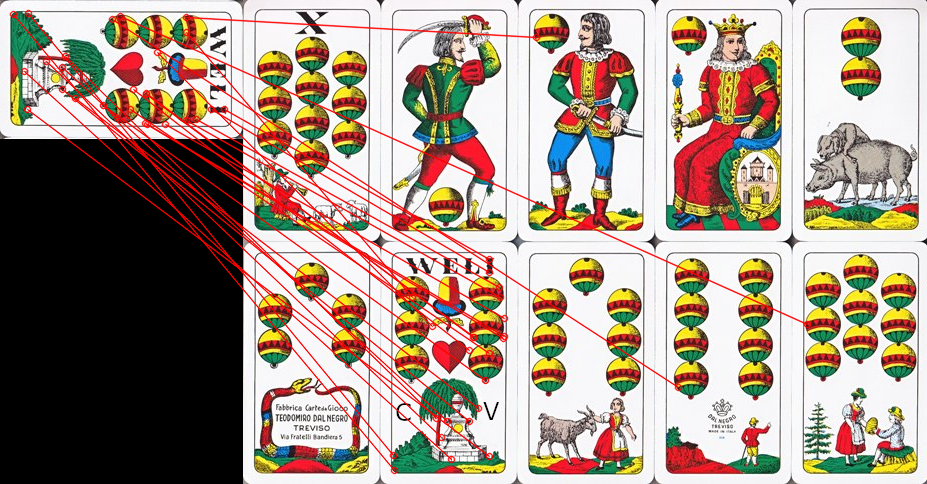 WELI
X
Fabbrica Carte da Gioco
TEODOMIRO DAL NEGRO
TREVISO
Via Fratelli Bandiera 5
WELI
C V
DAL NEGRO
TREVISO
MADE IN ITALY